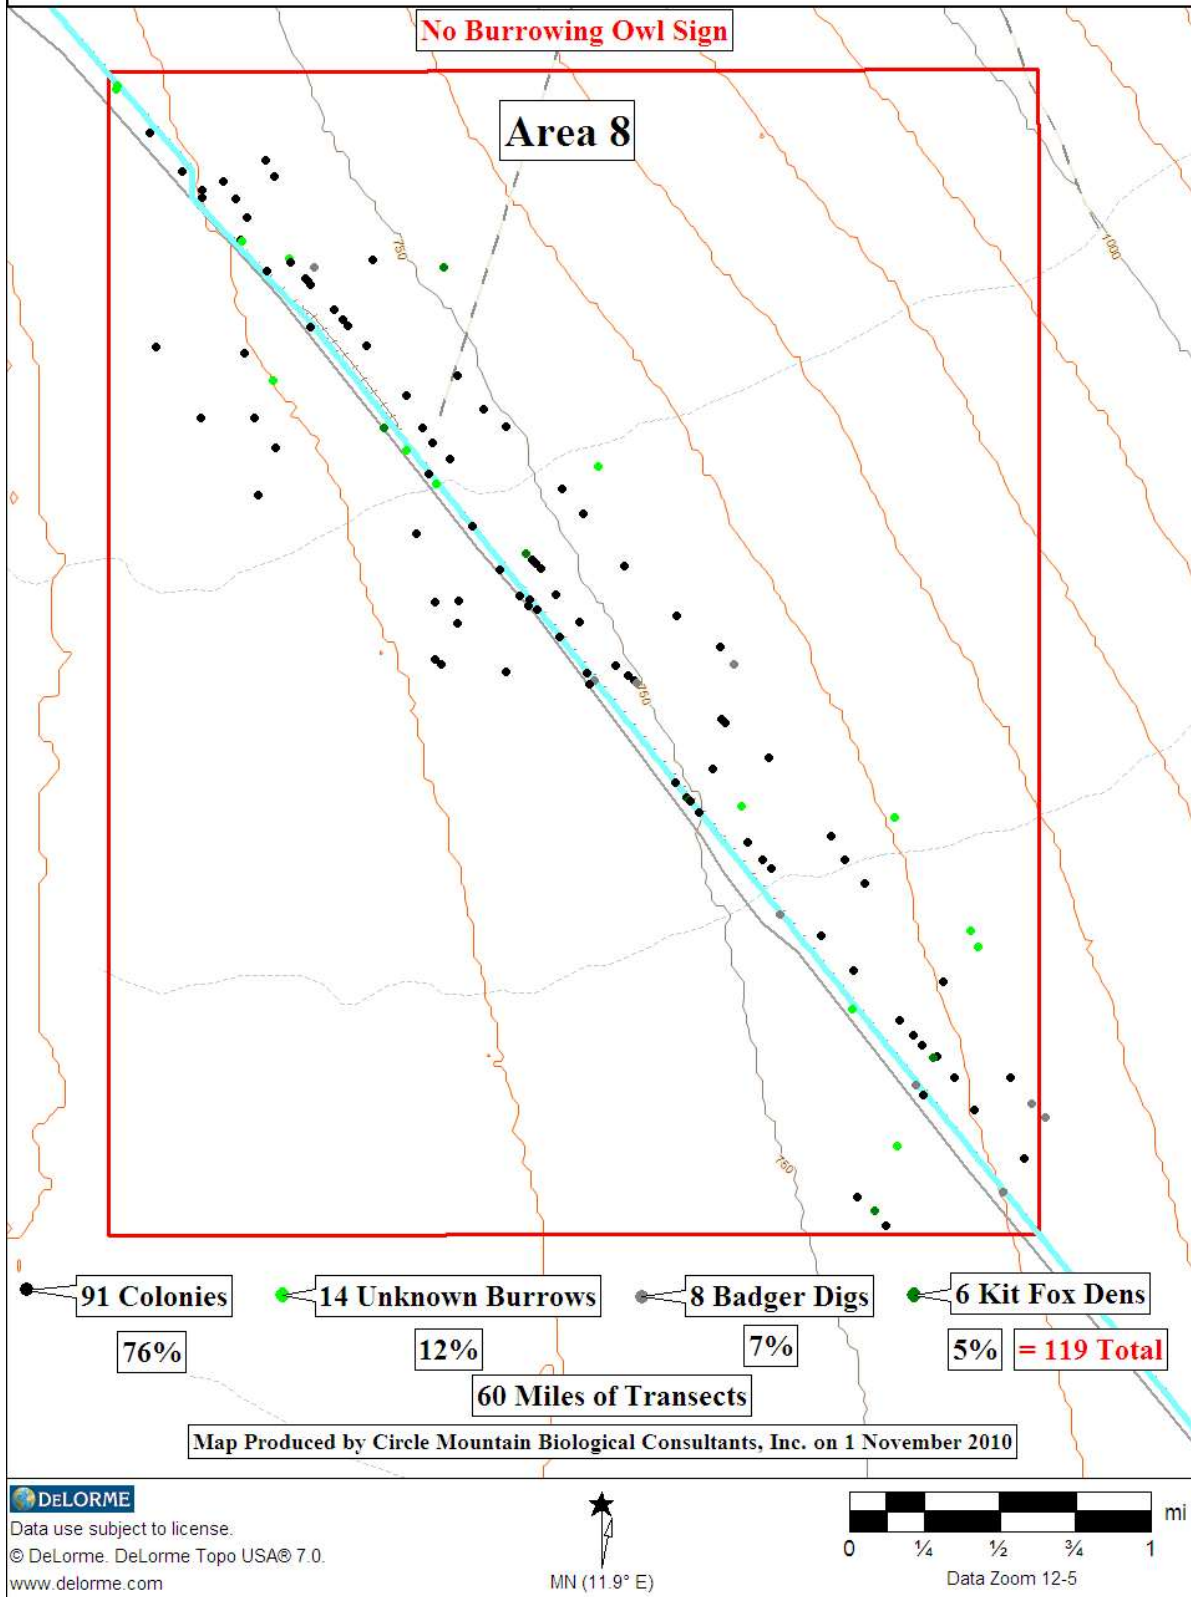 No Burrowing Owl Sign
Area 8
750
1000
750
750
91 Colonies
14 Unknown Burrows
8 Badger Digs
6 Kit Fox Dens
76%
12%
7%
5%
= 119 Total
60 Miles of Transects
Map Produced by Circle Mountain Biological Consultants, Inc. on 1 November 2010
DELORME
Data use subject to license.
© DeLorme. DeLorme Topo USA® 7.0.
www.delorme.com
MN (11.9° E)
mi
0 ¼ ½ ¾ 1
Data Zoom 12-5